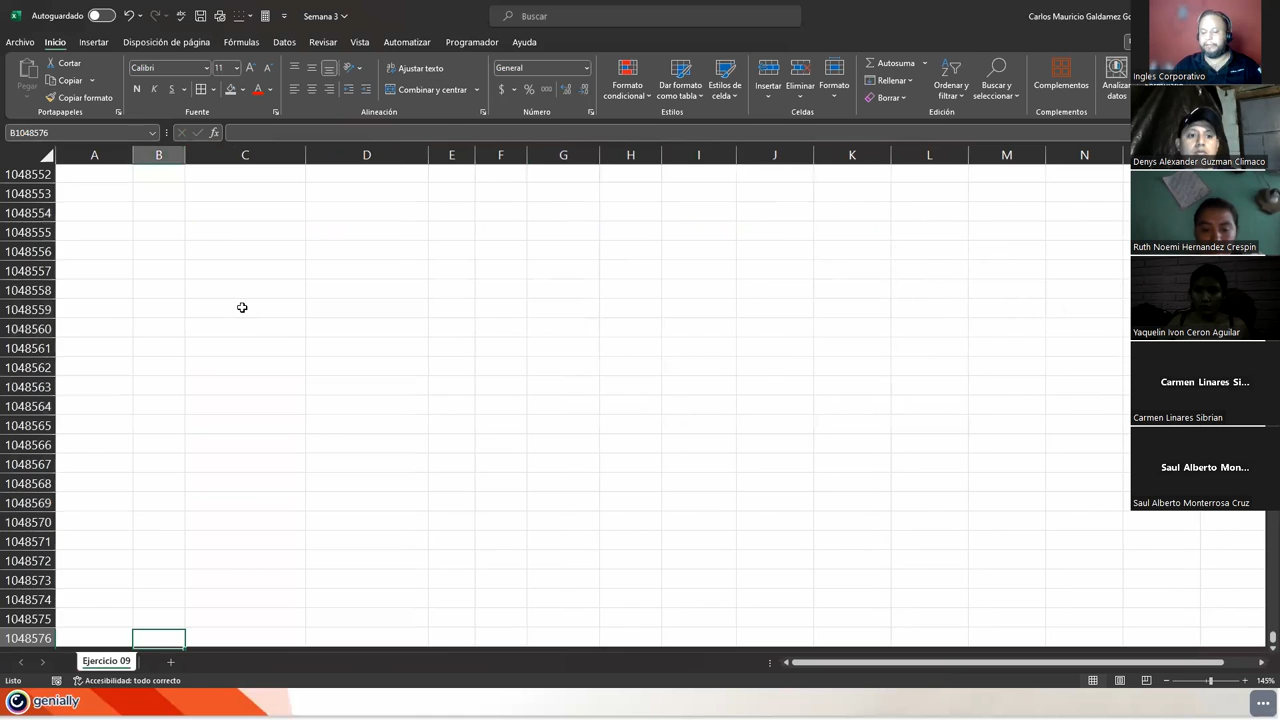 Autoguardado
Semana 3
Buscar
Carlos Mauricio Galdamez Go
Archivo Inicio Insertar Disposición de página Fórmulas Datos Revisar Vista Automatizar Programador Ayuda
Pegar
Cortar
Copiar
Copiar formato
Portapapeles
Calibri 11
N K S
Fuente
Ajustar texto
Combinar y centrar
Alineación
General
$ % 000
Número
Formato condicional
Dar formato como tabla
Estilos de celda
Estilos
Insertar Eliminar Formato
Celdas
Autosuma
Rellenar
Borrar
Ordenar y filtrar
Buscar y seleccionar
Edición
Complementos
Complementos
Analizar datos
B1048576
fx
A B C D E F G H I J K L M N
1048552
1048553
1048554
1048555
1048556
1048557
1048558
1048559
1048560
1048561
1048562
1048563
1048564
1048565
1048566
1048567
1048568
1048569
1048570
1048571
1048572
1048573
1048574
1048575
1048576
Ejercicio 09
Listo
Accesibilidad: todo correcto
145%
genially
Ingles Corporativo
Denys Alexander Guzman Climaco
Ruth Noemi Hernandez Crespin
Yaquelin Ivon Ceron Aguilar
Carmen Linares Si...
Carmen Linares Sibrian
Saul Alberto Mon...
Saul Alberto Monterrosa Cruz